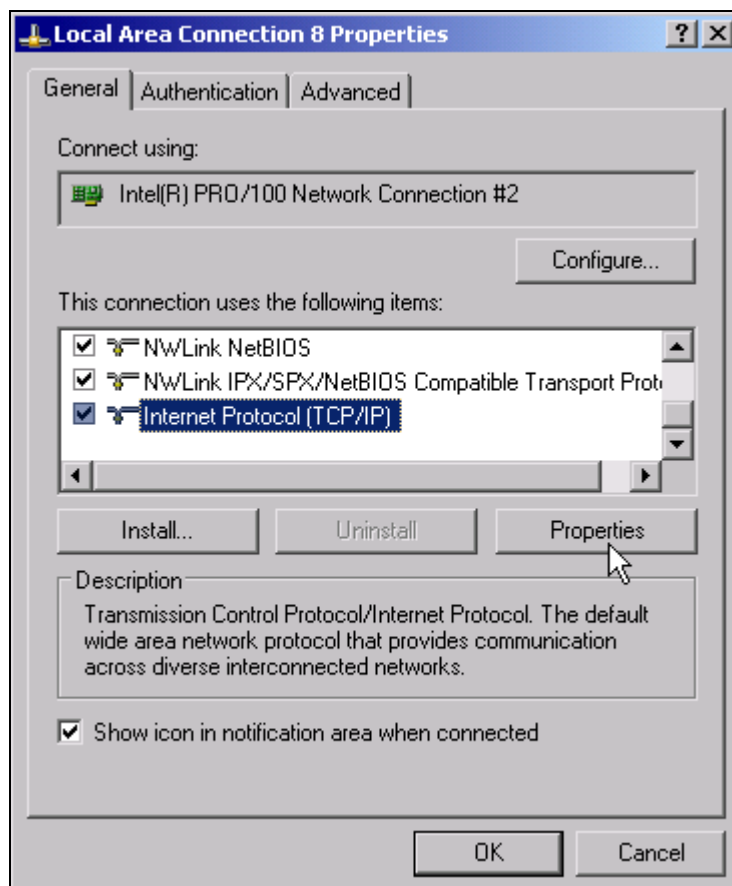 Local Area Connection 8 Properties
General Authentication Advanced
Connect using:
Intel(R) PRO/100 Network Connection #2
Configure...
This connection uses the following items:
NWLink NetBIOS
NWLink IPX/SPX/NetBIOS Compatible Transport Proto
Internet Protocol (TCP/IP)
Install... Uninstall Properties
Description
Transmission Control Protocol/Internet Protocol. The default
wide area network protocol that provides communication
across diverse interconnected networks.
Show icon in notification area when connected
OK Cancel